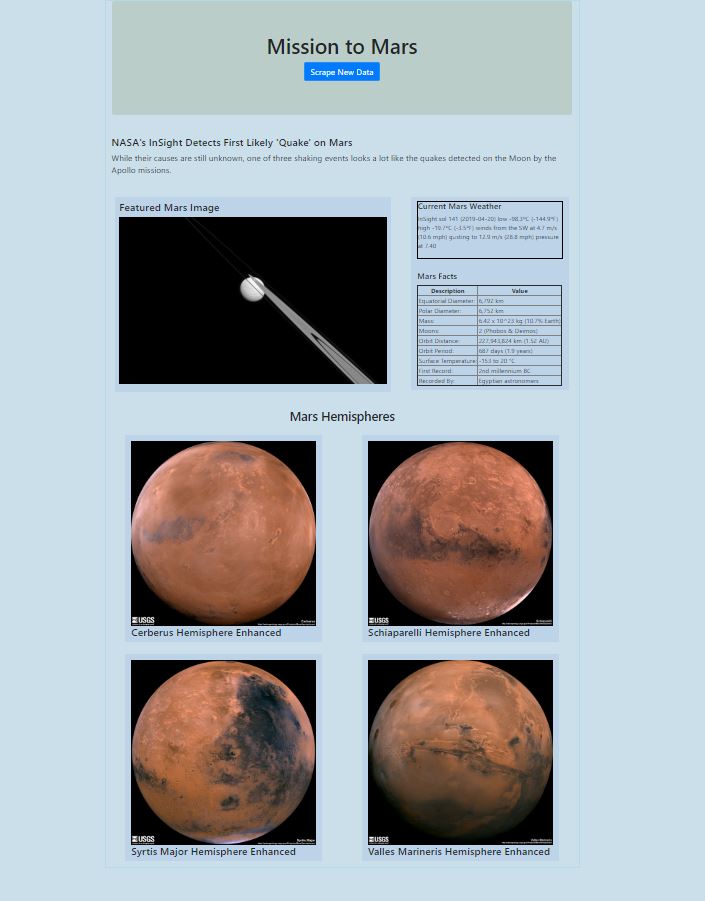 Mission to Mars
Scrape New Data
NASA's InSight Detects First Likely 'Quake' on Mars
While their causes are still unknown, one of three shaking events looks a lot like the quakes detected on the Moon by the
Apollo missions.
Featured Mars Image
Current Mars Weather
InSight sol 141 (2019-04-20) low -98.3ºC (-144.9ºF)
high -19.7ºC (-3.5ºF) winds from the SW at 4.7 m/s
(10.6 mph) gusting to 12.9 m/s (28.8 mph) pressure
at 7.40
Mars Facts
Description Value
Equatorial Diameter: 6,792 km
Polar Diameter: 6,752 km
Mass: 6.42 x 10^23 kg (10.7% Earth)
Moons: 2 (Phobos & Deimos)
Orbit Distance: 227,943,824 km (1.52 AU)
Orbit Period: 687 days (1.9 years)
Surface Temperature: -153 to 20 °C
First Record: 2nd millennium BC
Recorded By: Egyptian astronomers
Mars Hemispheres
USGS
Cerberus
Cerberus Hemisphere Enhanced
USGS
Schiaparelli Hemisphere Enhanced
USGS
Syrtis Major
Syrtis Major Hemisphere Enhanced
USGS
Valles Marineris Hemisphere Enhanced